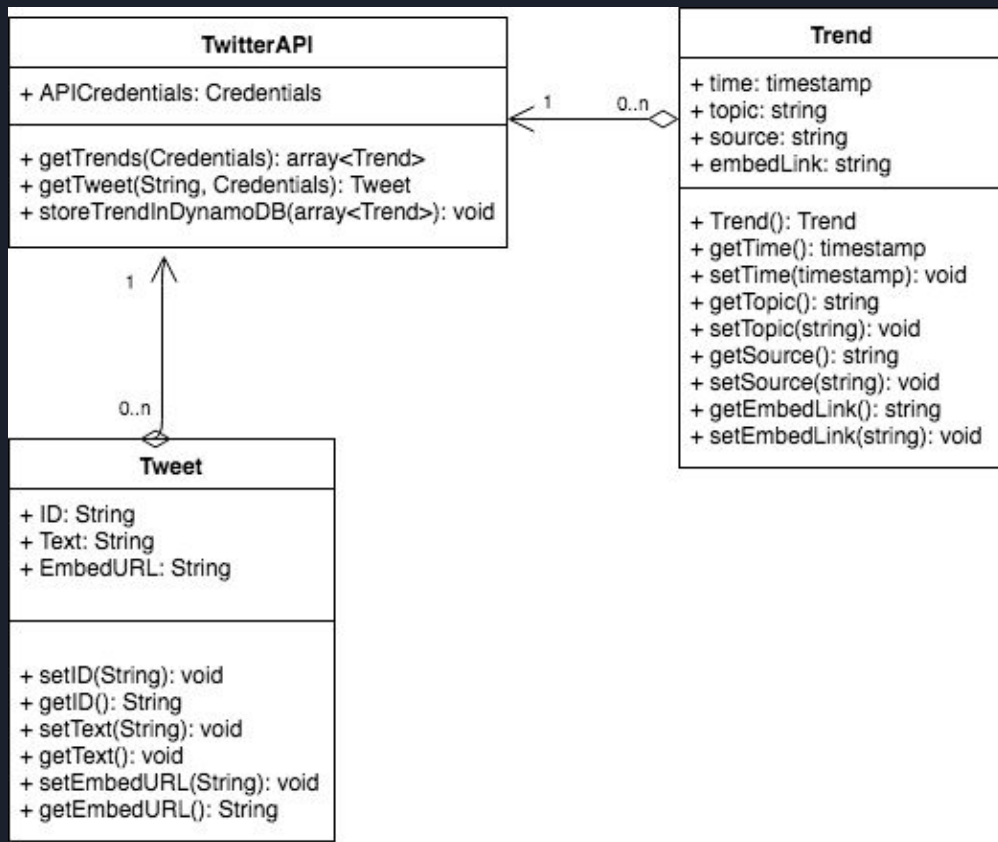 TwitterAPI
+ APICredentials: Credentials
+ getTrends(Credentials): array<Trend>
+ getTweet(String, Credentials): Tweet
+ storeTrendInDynamoDB(array<Trend>): void
1
0..n
Trend
+ time: timestamp
+ topic: string
+ source: string
+ embedLink: string
+ Trend(): Trend
+ getTime(): timestamp
+ setTime(timestamp): void
+ getTopic(): string
+ setTopic(string): void
+ getSource(): string
+ setSource(string): void
+ getEmbedLink(): string
+ setEmbedLink(string): void
1
0..n
Tweet
+ ID: String
+ Text: String
+ EmbedURL: String
+ setID(String): void
+ getID(): String
+ setText(String): void
+ getText(): void
+ setEmbedURL(String): void
+ getEmbedURL(): String